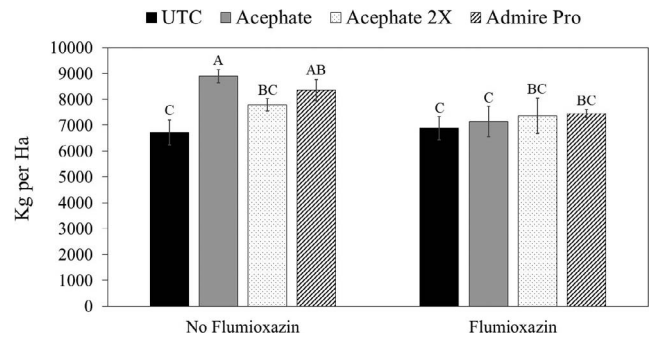 UTC Acephate Acephate 2X Admire Pro
10000
9000
8000
7000
6000
5000
4000
3000
2000
1000
0
Kg per Ha
C A BC AB C C BC BC
No Flumioxazin Flumioxazin